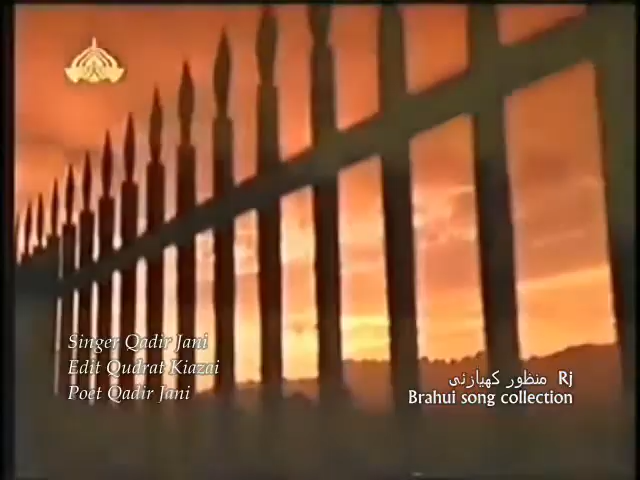 Singer Qadir Jani
Edit Qudrat Kiazai
Poet Qadir Jani
Rj منظور کھیازئی
Brahui song collection